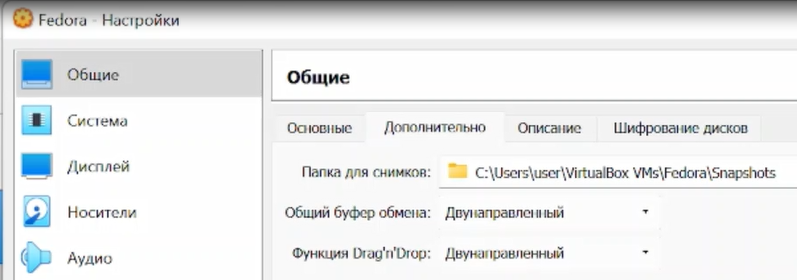 Fedora - Настройки
Общие
Система
Дисплей
Носители
Аудио
Общие
Основные Дополнительно Описание Шифрование дисков
Папка для снимков: C:\Users\user\VirtualBox VMs\Fedora\Snapshots
Общий буфер обмена: Двунаправленный
Функция Drag'n'Drop: Двунаправленный